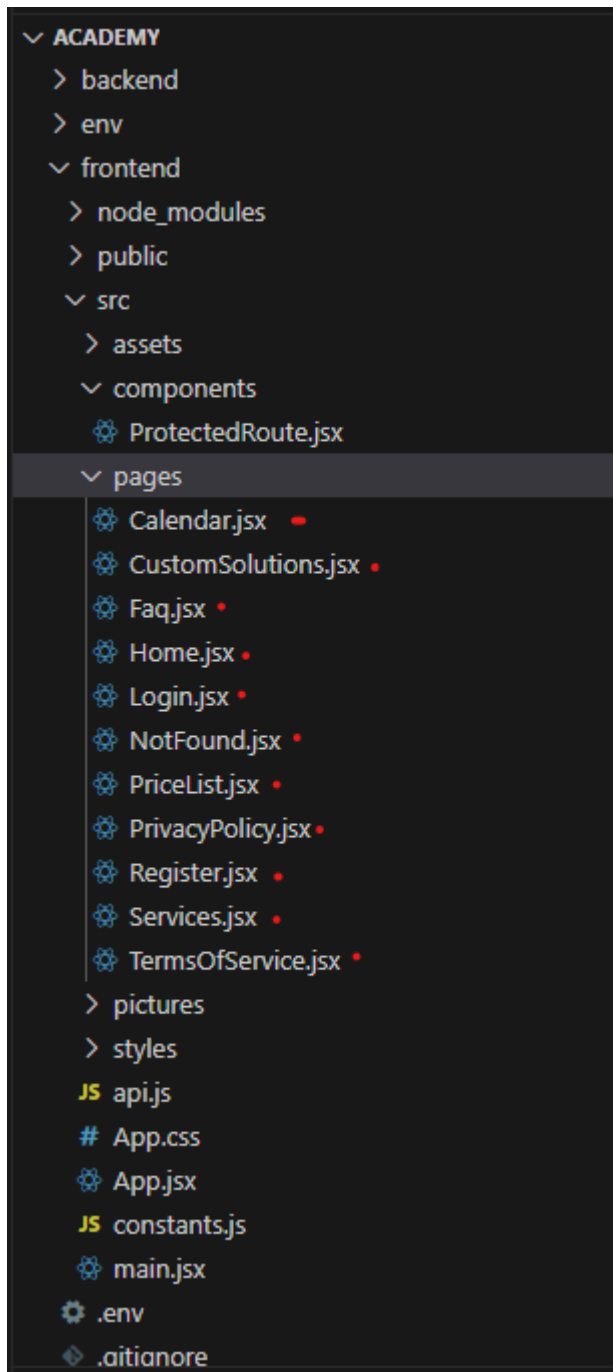 ACADEMY
backend
env
frontend
node_modules
public
src
assets
components
ProtectedRoute.jsx
pages
Calendar.jsx
CustomSolutions.jsx
Faq.jsx
Home.jsx
Login.jsx
NotFound.jsx
PriceList.jsx
PrivacyPolicy.jsx
Register.jsx
Services.jsx
TermsOfService.jsx
pictures
styles
JS api.js
# App.css
App.jsx
JS constants.js
main.jsx
.env
.gitignore